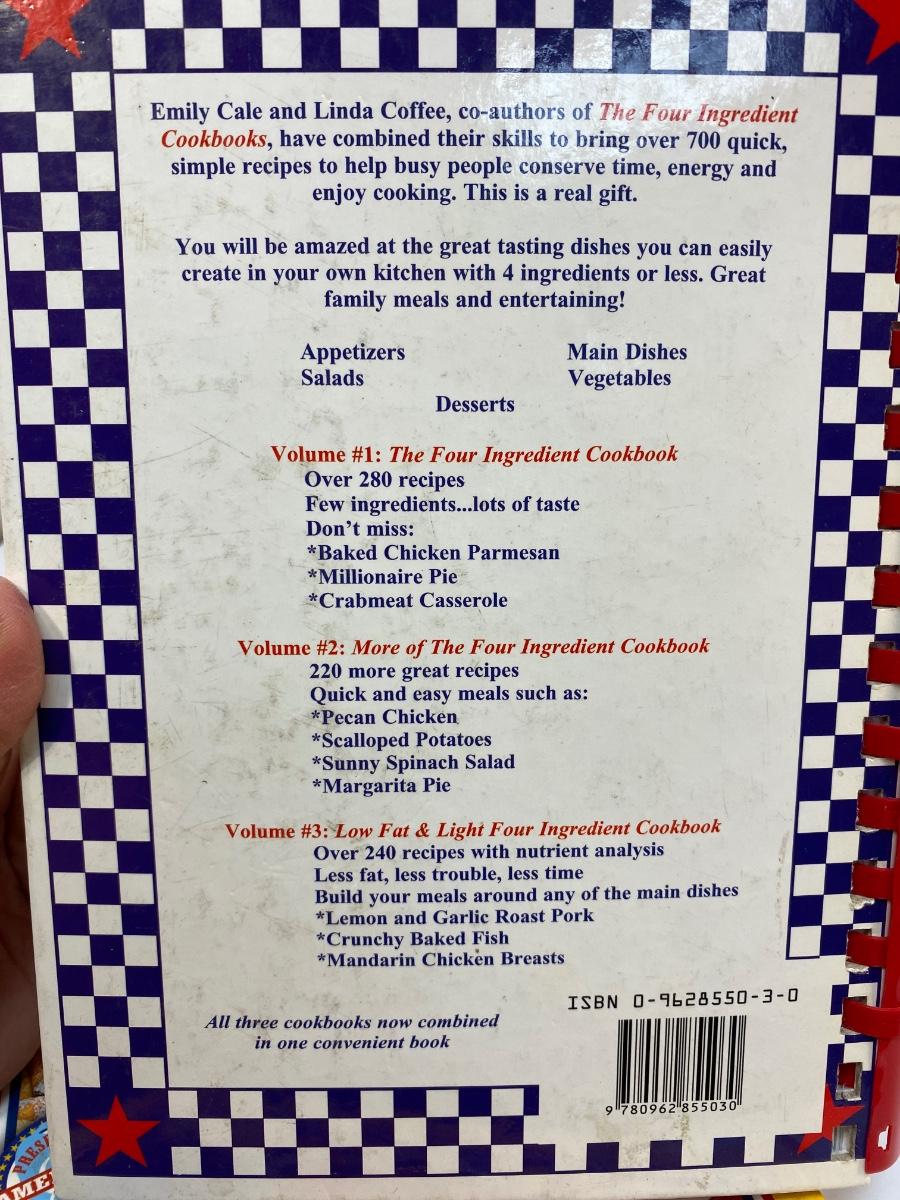 Emily Cale and Linda Coffee, co-authors of The Four Ingredient
Cookbooks, have combined their skills to bring over 700 quick,
simple recipes to help busy people conserve time, energy and
enjoy cooking. This is a real gift.
You will be amazed at the great tasting dishes you can easily
create in your own kitchen with 4 ingredients or less. Great
family meals and entertaining!
Appetizers Main Dishes
Salads Vegetables
Desserts
Volume #1: The Four Ingredient Cookbook
Over 280 recipes
Few ingredients...lots of taste
Don't miss:
*Baked Chicken Parmesan
*Millionaire Pie
*Crabmeat Casserole
Volume #2: More of The Four Ingredient Cookbook
220 more great recipes
Quick and easy meals such as:
*Pecan Chicken
*Scalloped Potatoes
*Sunny Spinach Salad
*Margarita Pie
Volume #3: Low Fat & Light Four Ingredient Cookbook
Over 240 recipes with nutrient analysis
Less fat, less trouble, less time
Build your meals around any of the main dishes
*Lemon and Garlic Roast Pork
*Crunchy Baked Fish
*Mandarin Chicken Breasts
ISBN 0-9628550-3-0
All three cookbooks now combined
in one convenient book
9 780962 855030